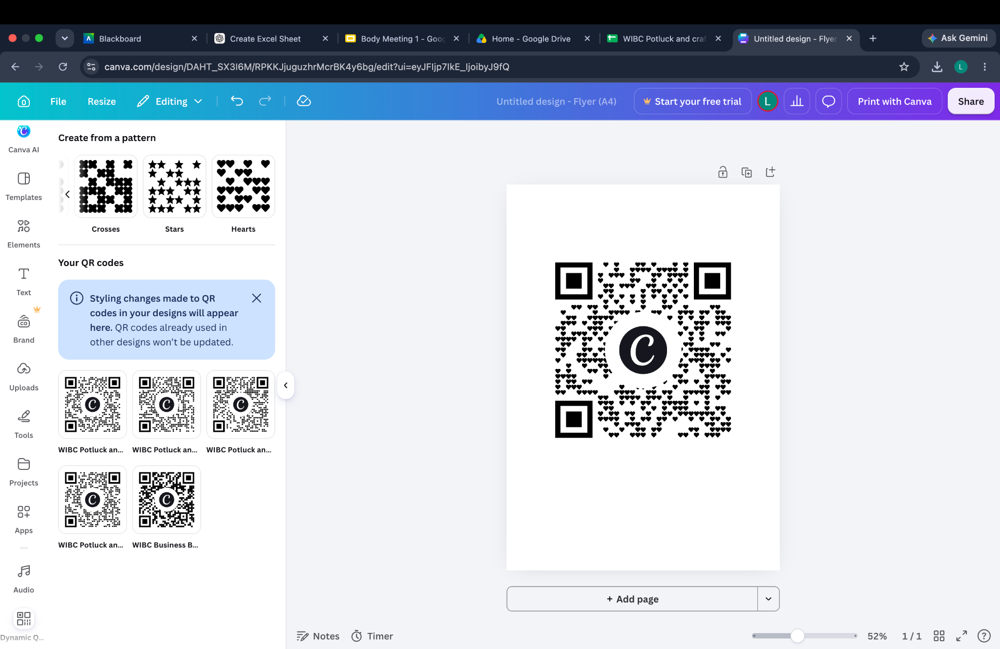 Blackboard
Create Excel Sheet
Body Meeting 1 - Goog
Home - Google Drive
WIBC Potluck and craf
Untitled design - Flyer
Ask Gemini
canva.com/design/DAHT_SX3I6M/RPKKJjuguzhrMcrBK4y6bg/edit?ui=eyJFIjp7IkE_IjoibyJ9fQ
L
File
Resize
Editing
Untitled design - Flyer (A4)
Start your free trial
L
Print with Canva
Share
Canva AI
Templates
Elements
Text
Brand
Uploads
Tools
Projects
Apps
Audio
Dynamic Q...
Create from a pattern
Crosses
Stars
Hearts
Your QR codes
Styling changes made to QR
codes in your designs will appear
here. QR codes already used in
other designs won't be updated.
WIBC Potluck an...
WIBC Potluck an...
WIBC Potluck an...
WIBC Potluck an...
WIBC Business B...
C
+ Add page
Notes
Timer
52%
1 / 1